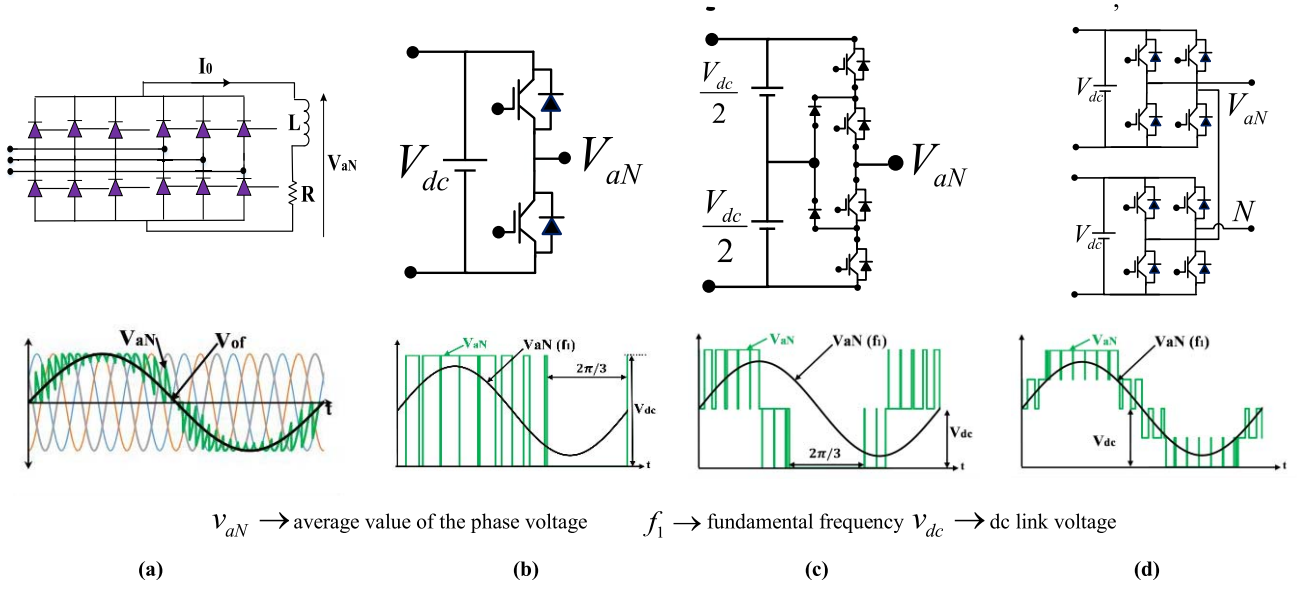 I0
L
R
VaN
Vdc
VaN
Vdc
2
Vdc
2
VaN
,
Vdc
VaN
Vdc
N
VaN
Vof
t
VaN
VaN (f1)
2π/3
Vdc
t
VaN
VaN (f1)
2π/3
Vdc
t
VaN
VaN (f1)
Vdc
t
vaN → average value of the phase voltage f1 → fundamental frequency vdc → dc link voltage
(a) (b) (c) (d)